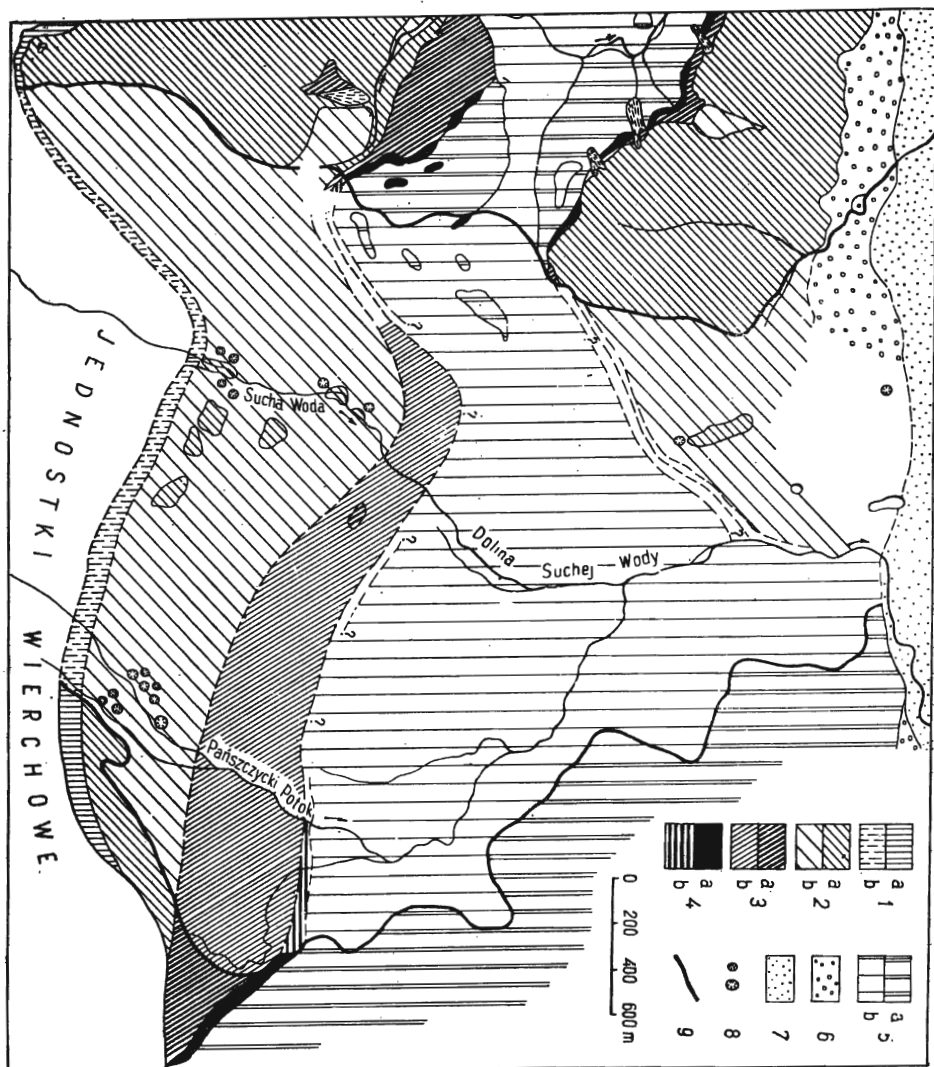 JEDNOSTKI
WIERCHOWE
Sucha Woda
Dolina
Suchej Wody
Pańszczycki Potok
?
?
?
?
?
?
?
?
a
b
1
a
b
2
a
b
3
a
b
4
a
b
5
6
7
8
9
0 200 400 600 m